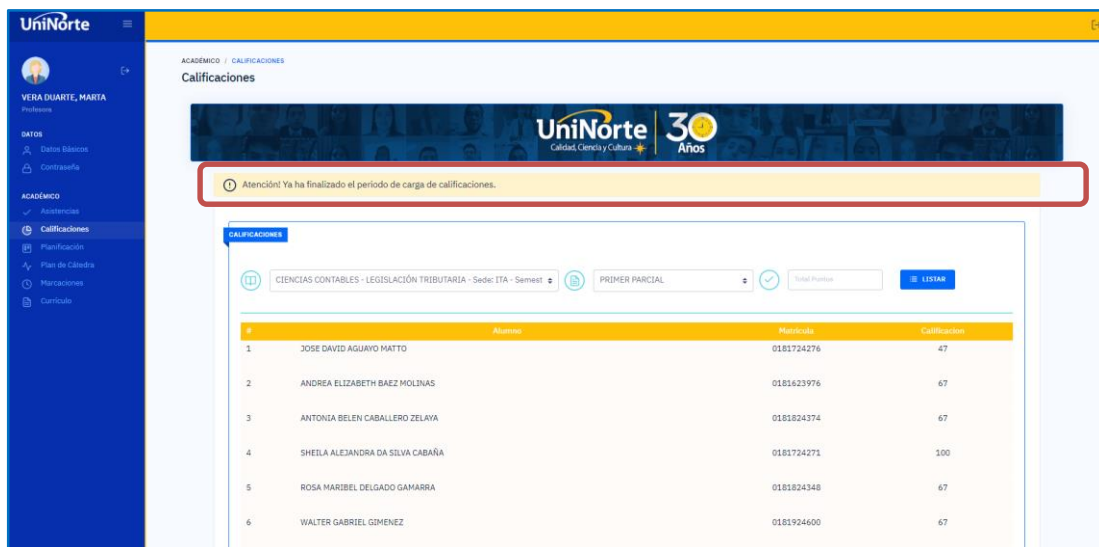 UniNorte
VERA DUARTE, MARTA
Profesora
DATOS
Datos Básicos
Contraseña
ACADÉMICO
Asistencias
Calificaciones
Planificación
Plan de Cátedra
Marcaciones
Currículo
ACADÉMICO / CALIFICACIONES
Calificaciones
UniNorte 30
Calidad, Ciencia y Cultura Años
Atención! Ya ha finalizado el periodo de carga de calificaciones.
CALIFICACIONES
CIENCIAS CONTABLES - LEGISLACIÓN TRIBUTARIA - Sede: ITA - Semest PRIMER PARCIAL Total Puntos LISTAR
# Alumno Matricula Calificacion
1 JOSE DAVID AGUAYO MATTO 0181724276 47
2 ANDREA ELIZABETH BAEZ MOLINAS 0181623976 67
3 ANTONIA BELEN CABALLERO ZELAYA 0181824374 67
4 SHEILA ALEJANDRA DA SILVA CABAÑA 0181724271 100
5 ROSA MARIBEL DELGADO GAMARRA 0181824348 67
6 WALTER GABRIEL GIMENEZ 0181924600 67